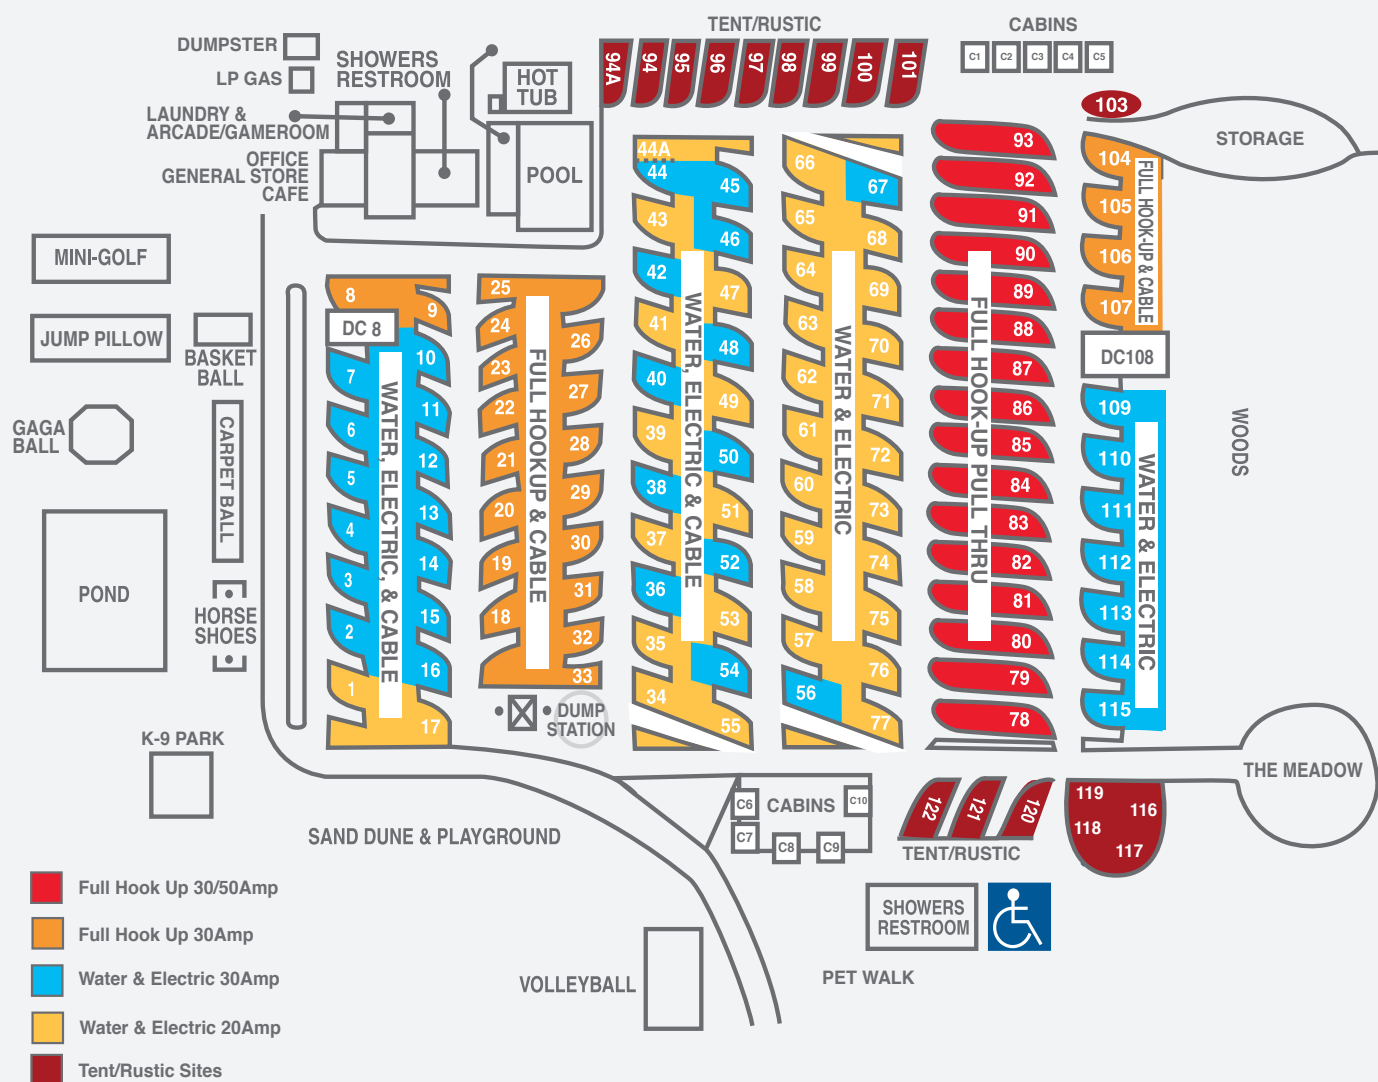 TENT/RUSTIC
CABINS
DUMPSTER
LP GAS
SHOWERS
RESTROOM
LAUNDRY &
ARCADE/GAMEROOM
OFFICE
GENERAL STORE
CAFE
HOT
TUB
POOL
94A
94
95
96
97
98
99
100
101
C1
C2
C3
C4
C5
103
STORAGE
MINI-GOLF
JUMP PILLOW
BASKET
BALL
GAGA
BALL
CARPET BALL
POND
HORSE
SHOES
K-9 PARK
8
9
DC 8
10
7
11
6
12
5
13
4
14
3
15
2
16
1
17
WATER, ELECTRIC, & CABLE
25
24
26
23
27
22
28
21
29
20
30
19
31
18
32
33
FULL HOOKUP & CABLE
DUMP
STATION
44A
44
45
43
46
42
47
41
48
40
49
39
50
38
51
37
52
36
53
35
54
34
55
WATER, ELECTRIC & CABLE
66
67
65
68
64
69
63
70
62
71
61
72
60
73
59
74
58
75
57
76
56
77
WATER & ELECTRIC
93
92
91
90
89
88
87
86
85
84
83
82
81
80
79
78
FULL HOOK-UP PULL THRU
104
105
106
107
FULL HOOK-UP & CABLE
DC108
109
110
111
112
113
114
115
WATER & ELECTRIC
WOODS
THE MEADOW
SAND DUNE & PLAYGROUND
C6
CABINS
C10
C7
C8
C9
122
121
120
TENT/RUSTIC
119
116
118
117
SHOWERS
RESTROOM
VOLLEYBALL
PET WALK
Full Hook Up 30/50Amp
Full Hook Up 30Amp
Water & Electric 30Amp
Water & Electric 20Amp
Tent/Rustic Sites